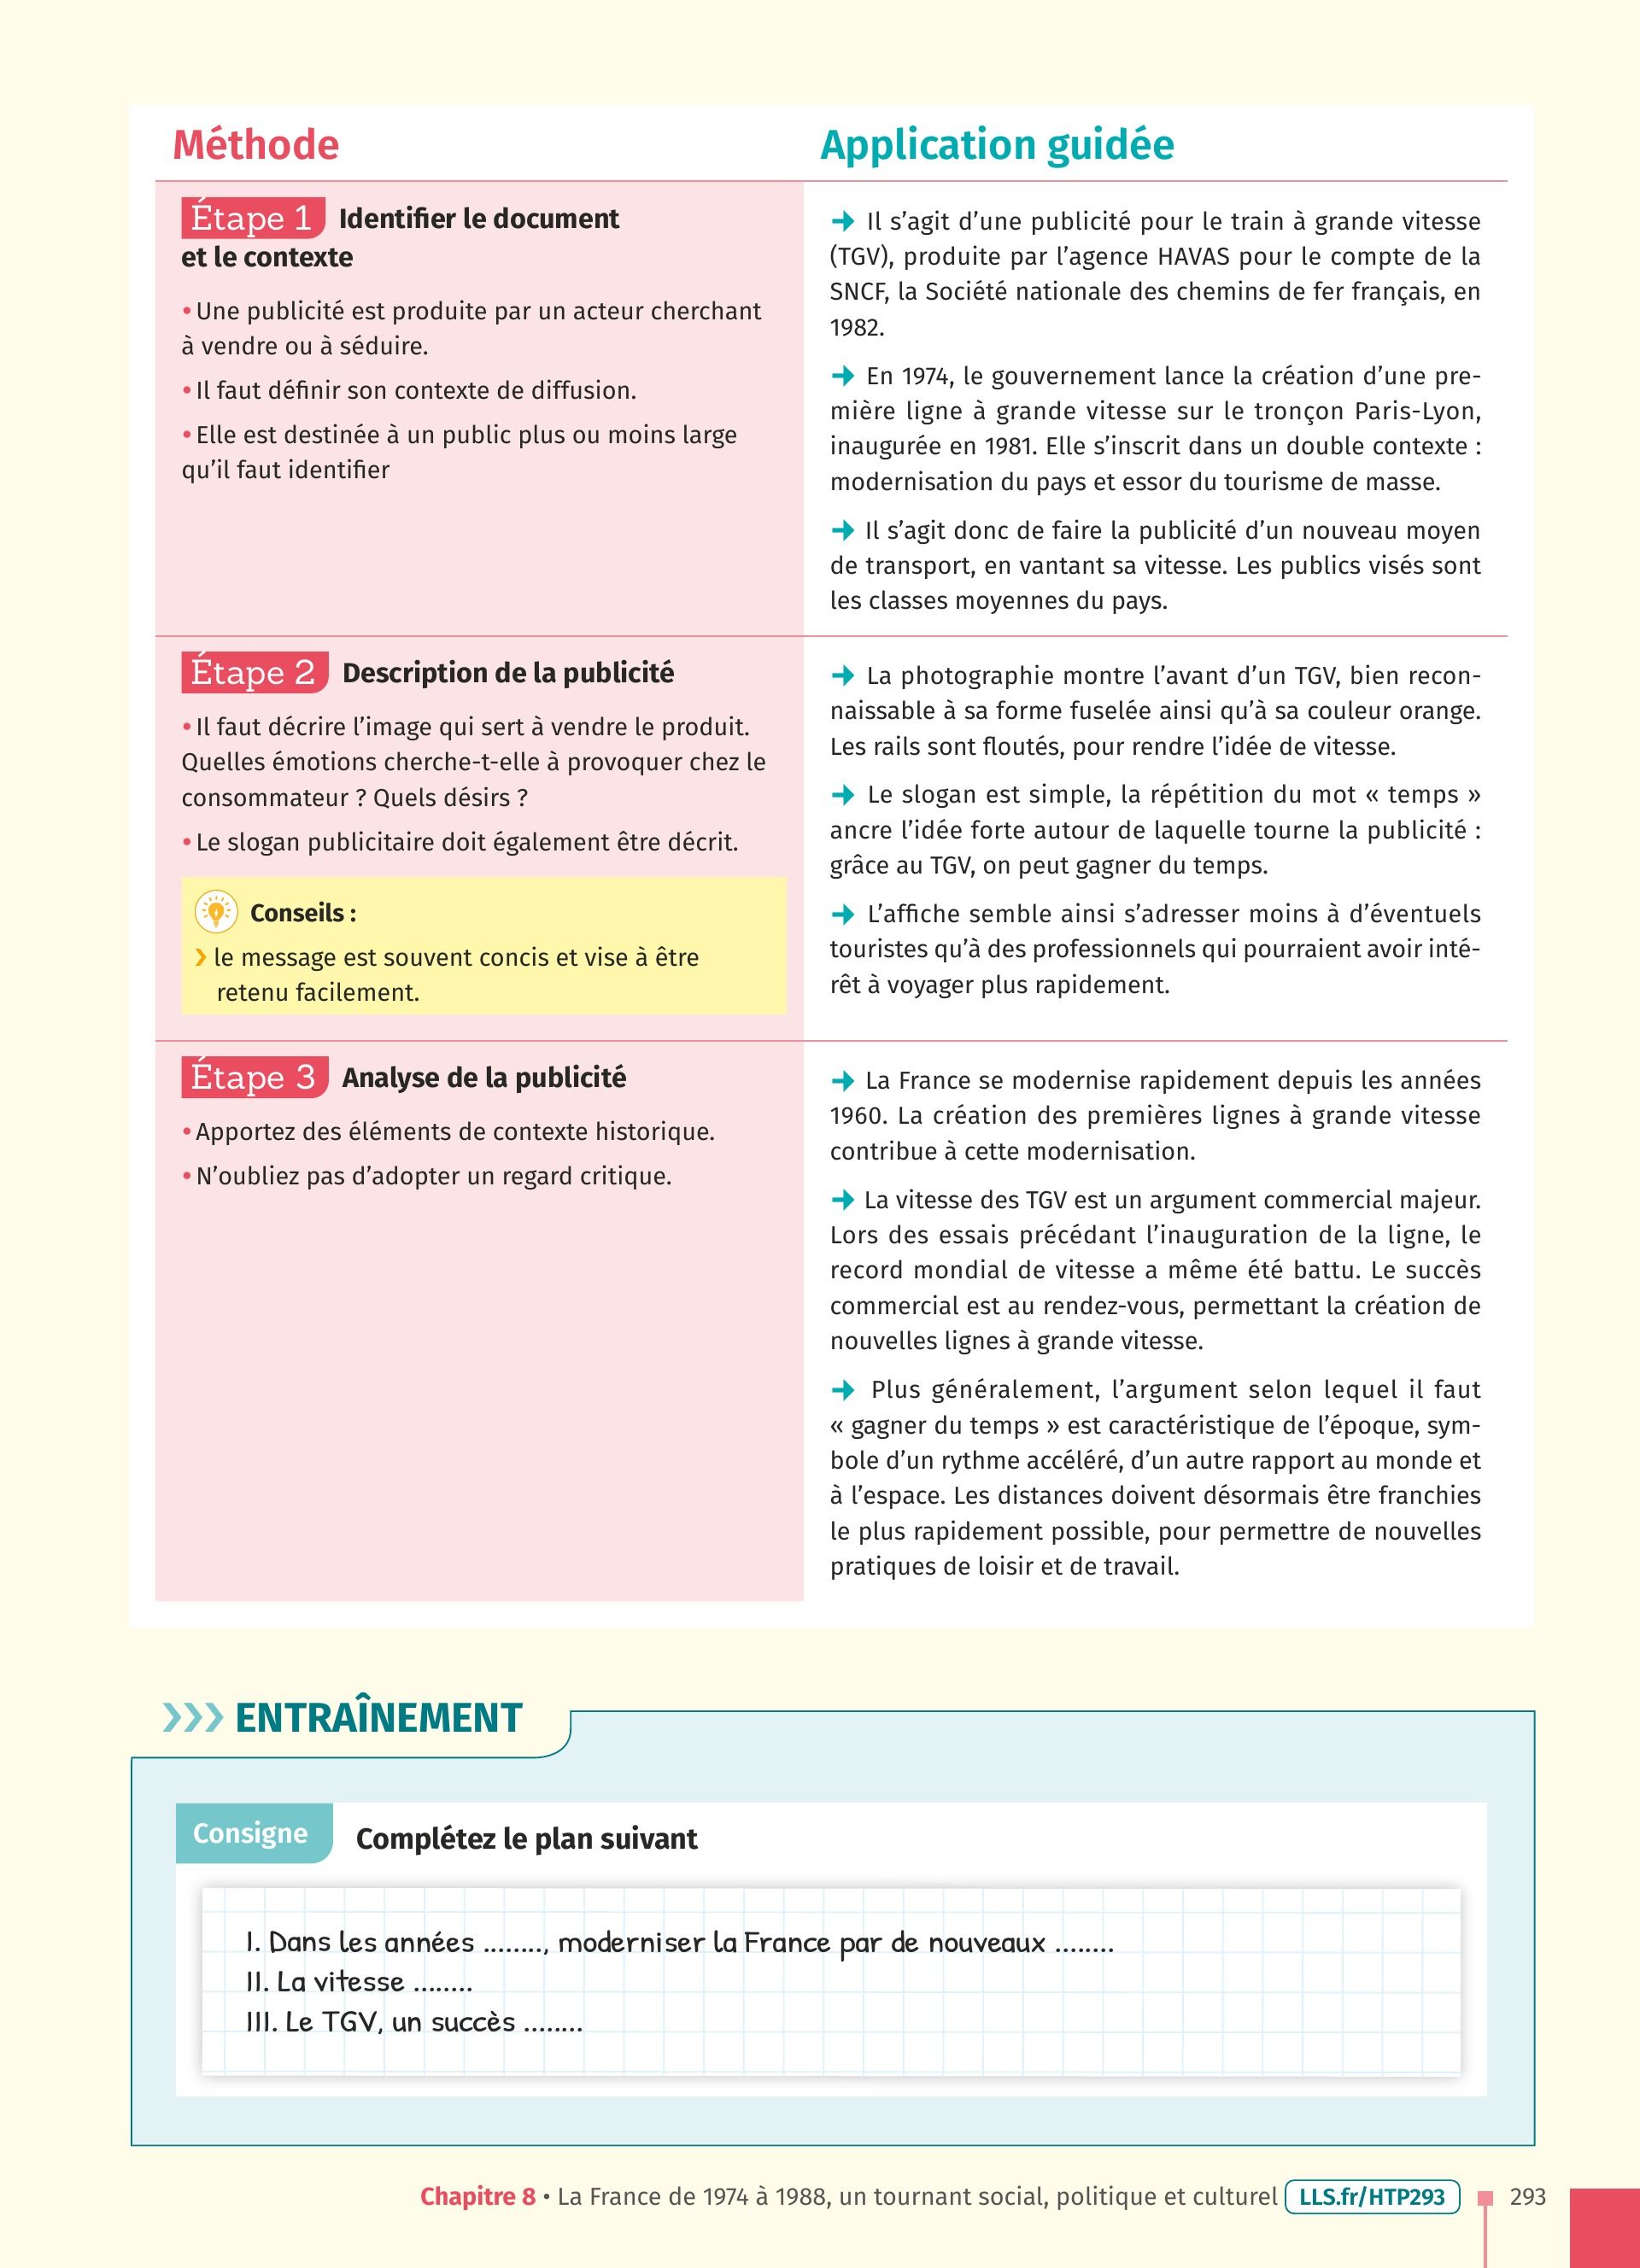 Méthode
Application guidée
Étape 1 Identifier le document
et le contexte
• Une publicité est produite par un acteur cherchant
à vendre ou à séduire.
• Il faut définir son contexte de diffusion.
• Elle est destinée à un public plus ou moins large
qu’il faut identifier
➔ Il s’agit d’une publicité pour le train à grande vitesse
(TGV), produite par l’agence HAVAS pour le compte de la
SNCF, la Société nationale des chemins de fer français, en
1982.
➔ En 1974, le gouvernement lance la création d’une pre-
mière ligne à grande vitesse sur le tronçon Paris-Lyon,
inaugurée en 1981. Elle s’inscrit dans un double contexte :
modernisation du pays et essor du tourisme de masse.
➔ Il s’agit donc de faire la publicité d’un nouveau moyen
de transport, en vantant sa vitesse. Les publics visés sont
les classes moyennes du pays.
Étape 2 Description de la publicité
• Il faut décrire l’image qui sert à vendre le produit.
Quelles émotions cherche-t-elle à provoquer chez le
consommateur ? Quels désirs ?
• Le slogan publicitaire doit également être décrit.
Conseils :
› le message est souvent concis et vise à être
retenu facilement.
➔ La photographie montre l’avant d’un TGV, bien recon-
naissable à sa forme fuselée ainsi qu’à sa couleur orange.
Les rails sont floutés, pour rendre l’idée de vitesse.
➔ Le slogan est simple, la répétition du mot « temps »
ancre l’idée forte autour de laquelle tourne la publicité :
grâce au TGV, on peut gagner du temps.
➔ L’affiche semble ainsi s’adresser moins à d’éventuels
touristes qu’à des professionnels qui pourraient avoir inté-
rêt à voyager plus rapidement.
Étape 3 Analyse de la publicité
• Apportez des éléments de contexte historique.
• N’oubliez pas d’adopter un regard critique.
➔ La France se modernise rapidement depuis les années
1960. La création des premières lignes à grande vitesse
contribue à cette modernisation.
➔ La vitesse des TGV est un argument commercial majeur.
Lors des essais précédant l’inauguration de la ligne, le
record mondial de vitesse a même été battu. Le succès
commercial est au rendez-vous, permettant la création de
nouvelles lignes à grande vitesse.
➔ Plus généralement, l’argument selon lequel il faut
« gagner du temps » est caractéristique de l’époque, sym-
bole d’un rythme accéléré, d’un autre rapport au monde et
à l’espace. Les distances doivent désormais être franchies
le plus rapidement possible, pour permettre de nouvelles
pratiques de loisir et de travail.
ENTRAÎNEMENT
Consigne Complétez le plan suivant
I. Dans les années ........, moderniser la France par de nouveaux ........
II. La vitesse ........
III. Le TGV, un succès ........
Chapitre 8 • La France de 1974 à 1988, un tournant social, politique et culturel LLS.fr/HTP293 293